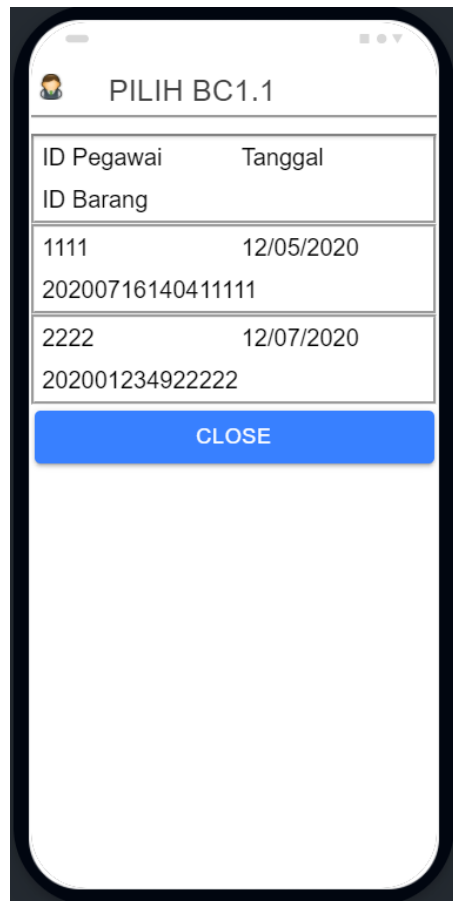 PILIH BC1.1
ID Pegawai Tanggal
ID Barang
1111 12/05/2020
20200716140411111
2222 12/07/2020
202001234922222
CLOSE